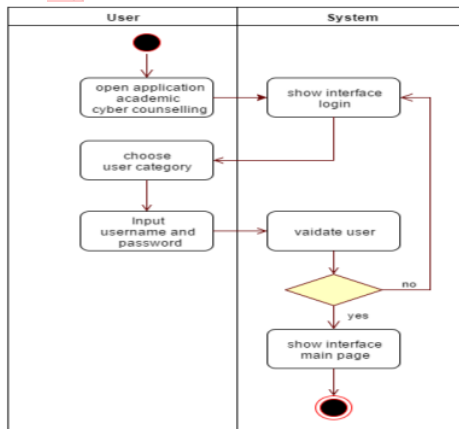 User
System
open application
academic
cyber counselling
show interface
login
choose
user category
Input
username and
password
vaidate user
no
yes
show interface
main page